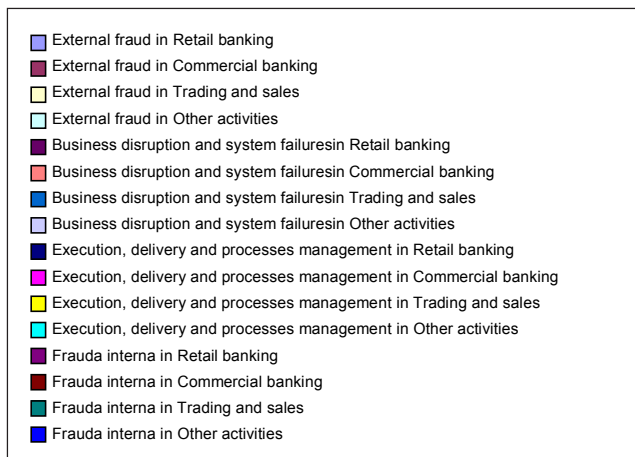 External fraud in Retail banking
External fraud in Commercial banking
External fraud in Trading and sales
External fraud in Other activities
Business disruption and system failuresin Retail banking
Business disruption and system failuresin Commercial banking
Business disruption and system failuresin Trading and sales
Business disruption and system failuresin Other activities
Execution, delivery and processes management in Retail banking
Execution, delivery and processes management in Commercial banking
Execution, delivery and processes management in Trading and sales
Execution, delivery and processes management in Other activities
Frauda interna in Retail banking
Frauda interna in Commercial banking
Frauda interna in Trading and sales
Frauda interna in Other activities